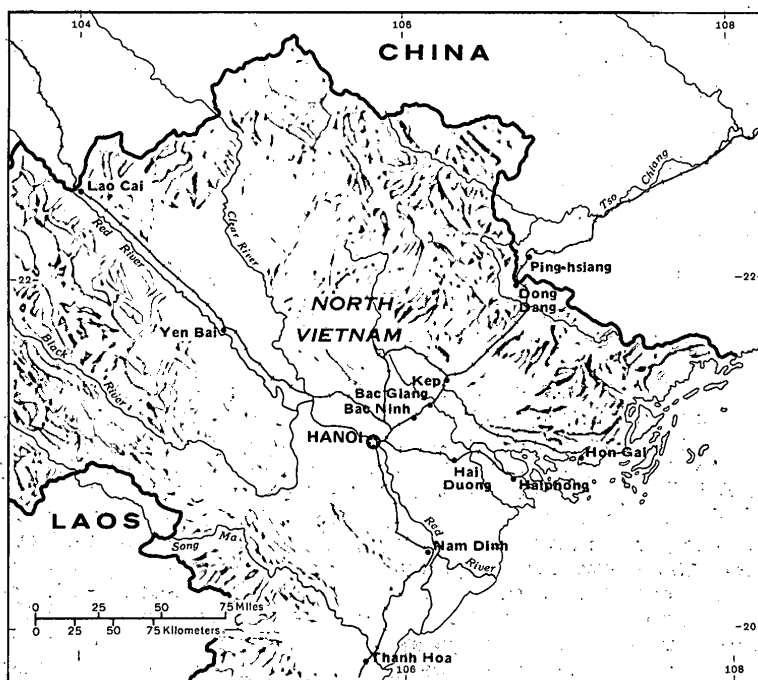 104
106
108
CHINA
Lao Cai
Red
River
Clear River
Tso
Chiang
Ping-hsiang
22
22
Dong
Dang
NORTH
VIETNAM
Yen Bai
Black
River
Kep
Bac Giang
Bac Ninh
HANOI
Hon Gai
Hai
Duong
Haiphong
LAOS
Song
Ma
Red
River
Nam Dinh
0 25 50 75 Miles
0 25 50 75 Kilometers
20
Thanh Hoa
106
108